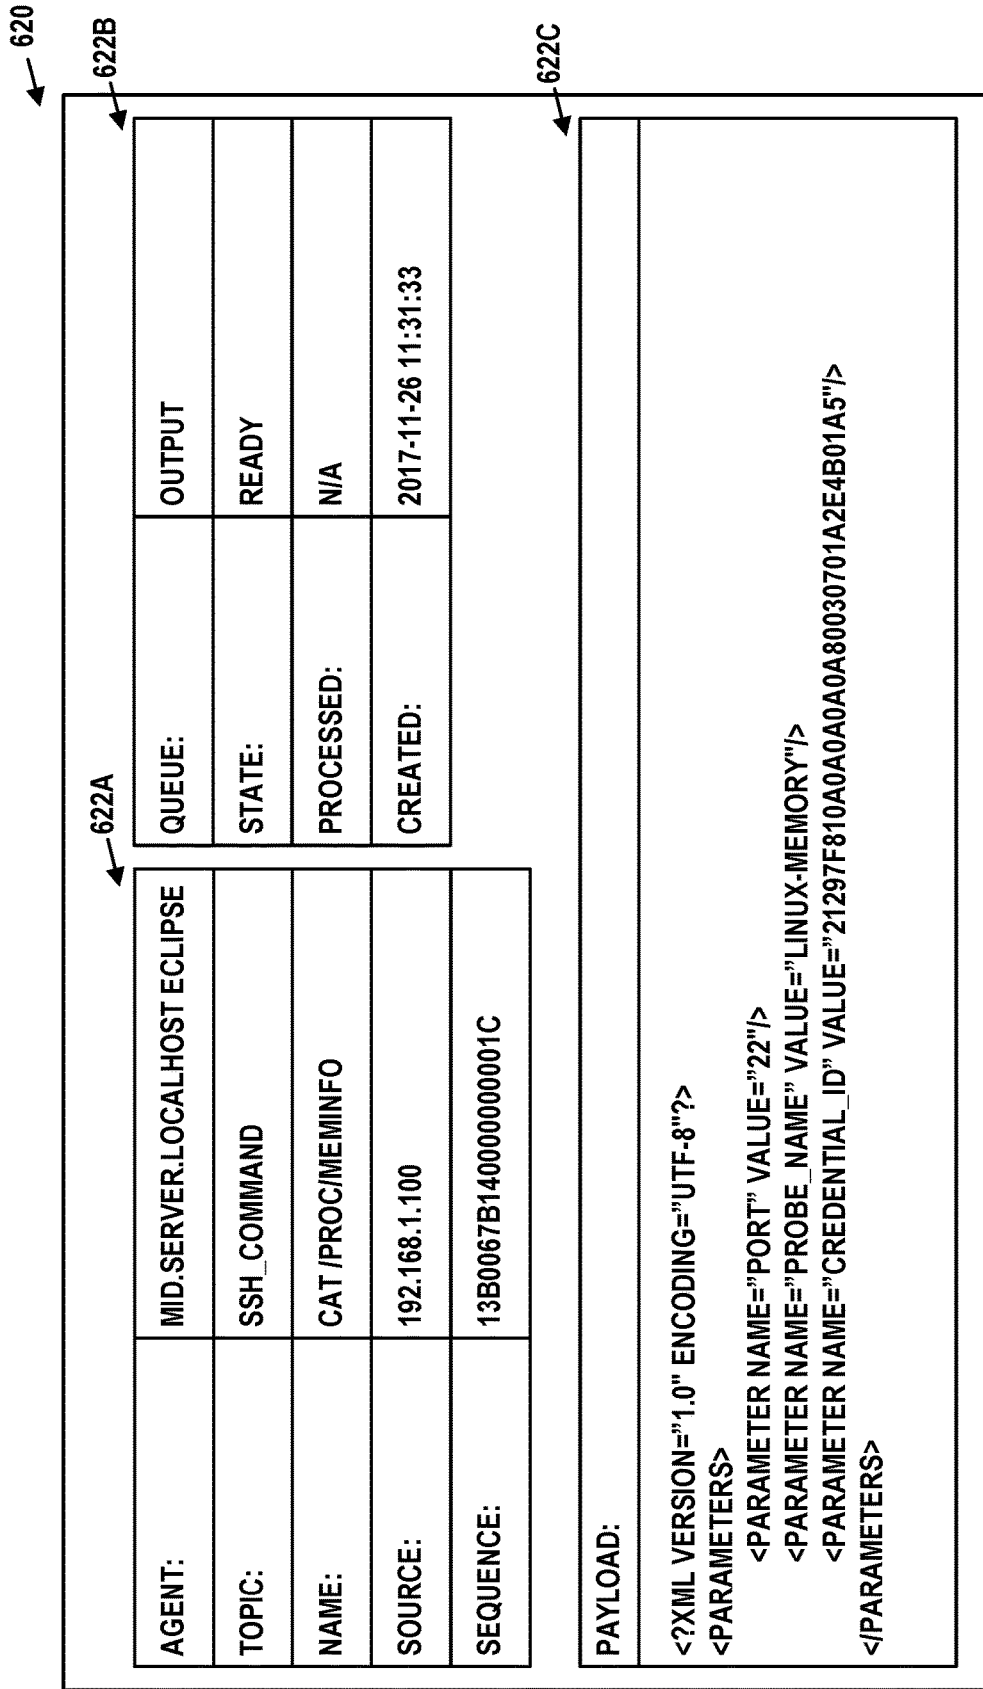 620
622A
AGENT: MID.SERVER.LOCALHOST ECLIPSE
TOPIC: SSH_COMMAND
NAME: CAT /PROC/MEMINFO
SOURCE: 192.168.1.100
SEQUENCE: 13B0067B14000000001C
622B
QUEUE: OUTPUT
STATE: READY
PROCESSED: N/A
CREATED: 2017-11-26 11:31:33
622C
PAYLOAD:
<?XML VERSION=”1.0" ENCODING=”UTF-8"?>
<PARAMETERS>
<PARAMETER NAME=”PORT” VALUE=”22"/>
<PARAMETER NAME=”PROBE_NAME” VALUE=”LINUX-MEMORY"/>
<PARAMETER NAME=”CREDENTIAL_ID” VALUE=”21297F810A0A0A0A0A80030701A2E4B01A5"/>
</PARAMETERS>